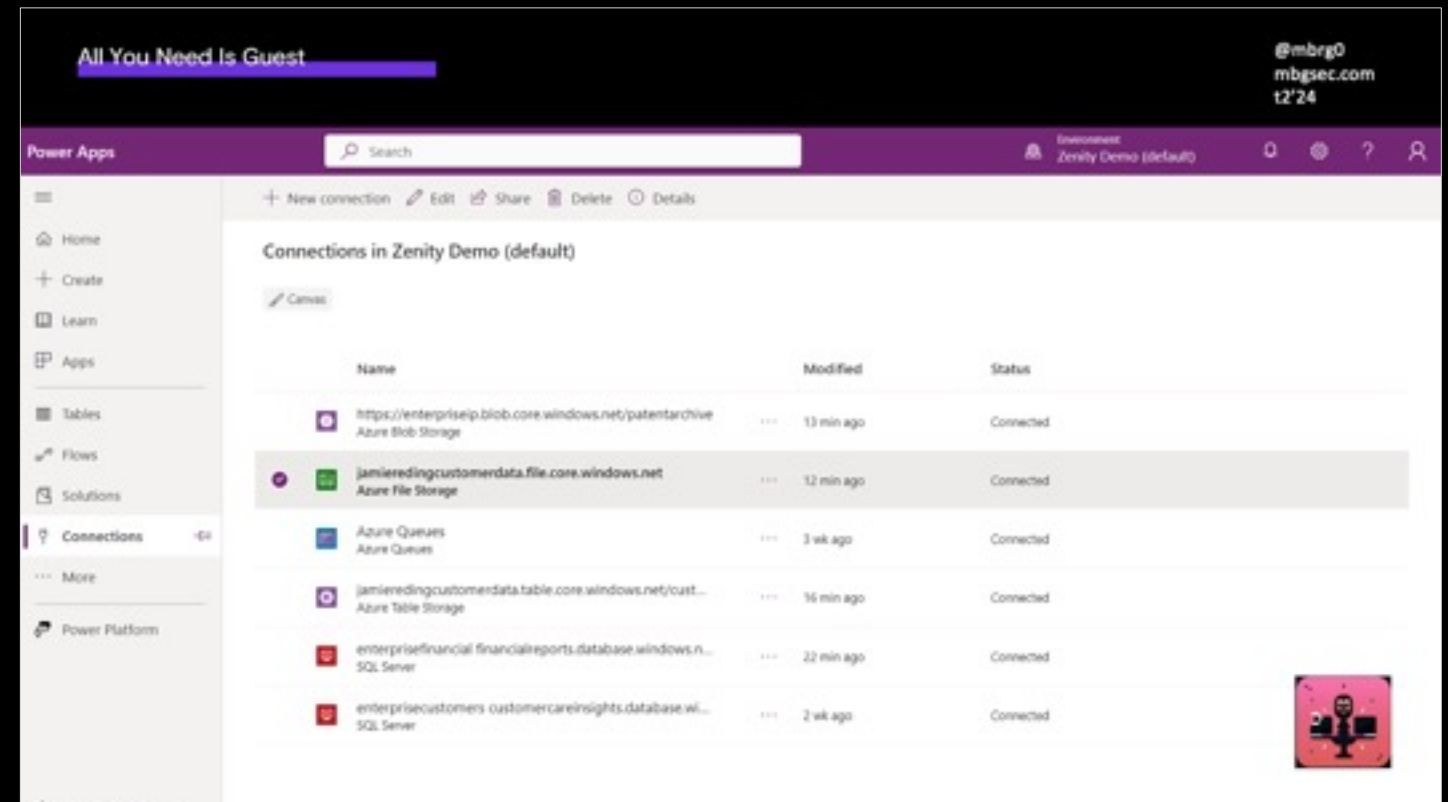 All You Need Is Guest
@mbrg0
mbgsec.com
t2'24
Power Apps
Search
Environment
Zenity Demo (default)
?
New connection Edit Share Delete Details
Home
Create
Learn
Apps
Tables
Flows
Solutions
Connections
More
Power Platform
Connections in Zenity Demo (default)
Canvas
Name Modified Status
https://enterpriseip.blob.core.windows.net/patentarchive
Azure Blob Storage
13 min ago Connected
jamieredingcustomerdata.file.core.windows.net
Azure File Storage
12 min ago Connected
Azure Queues
Azure Queues
3 wk ago Connected
jamieredingcustomerdata.table.core.windows.net/cust...
Azure Table Storage
16 min ago Connected
enterprisefinancial financialreports.database.windows.n...
SQL Server
22 min ago Connected
enterprisecustomers customercareinsights.database.wi...
SQL Server
2 wk ago Connected